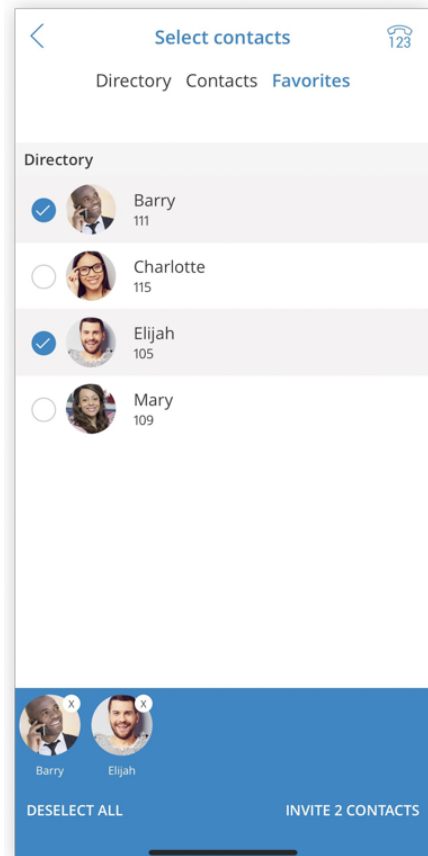 Select contacts
123
Directory Contacts Favorites
Directory
Barry
111
Charlotte
115
Elijah
105
Mary
109
X X
Barry Elijah
DESELECT ALL INVITE 2 CONTACTS